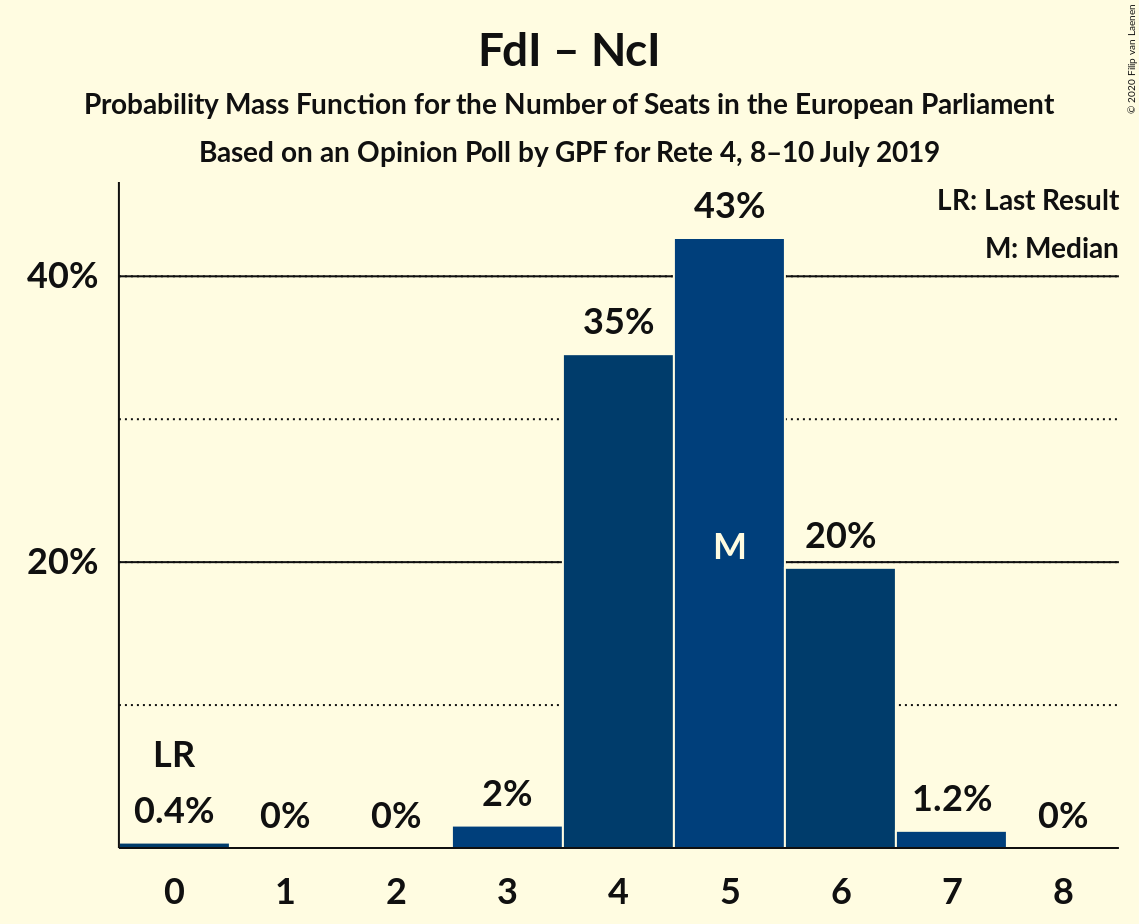 FdI – NcI
Probability Mass Function for the Number of Seats in the European Parliament
Based on an Opinion Poll by GPF for Rete 4, 8–10 July 2019
© 2020 Filip van Laenen
LR: Last Result
M: Median
43%
40%
35%
M
20%
20%
LR
0.4%
0%
0%
2%
1.2%
0%
0 1 2 3 4 5 6 7 8